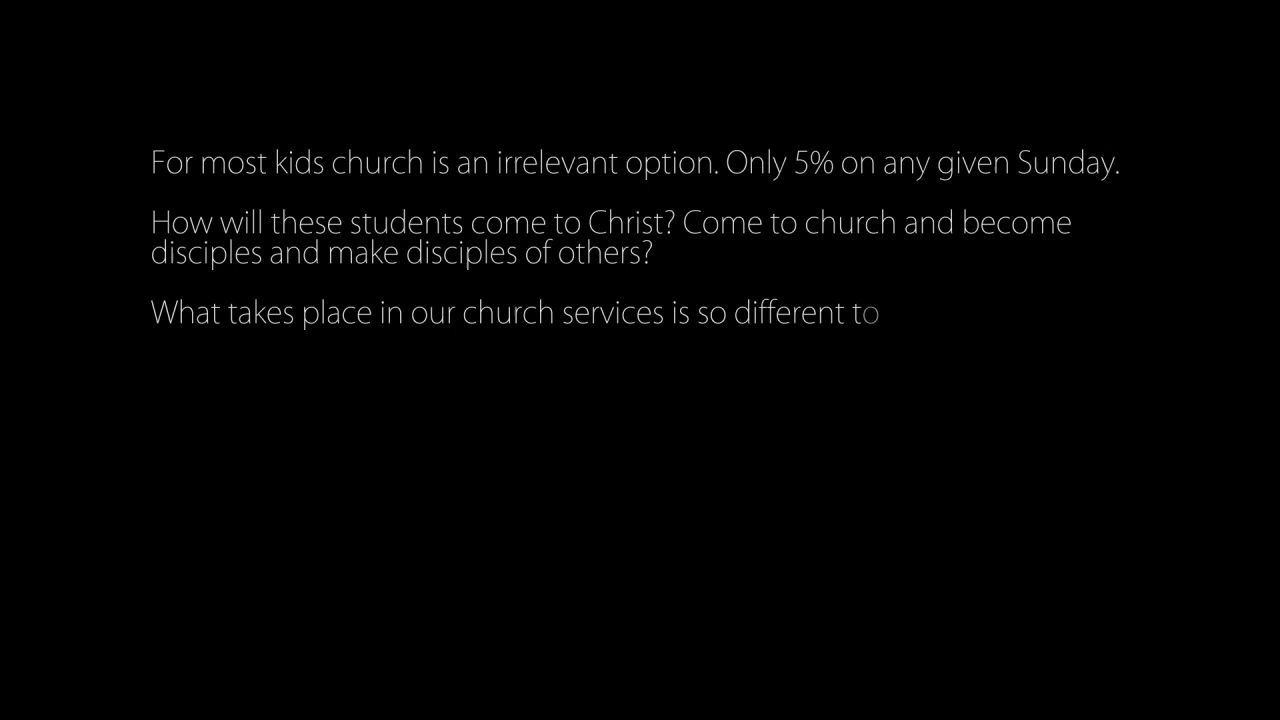 For most kids church is an irrelevant option. Only 5% on any given Sunday.
How will these students come to Christ? Come to church and become
disciples and make disciples of others?
What takes place in our church services is so different to